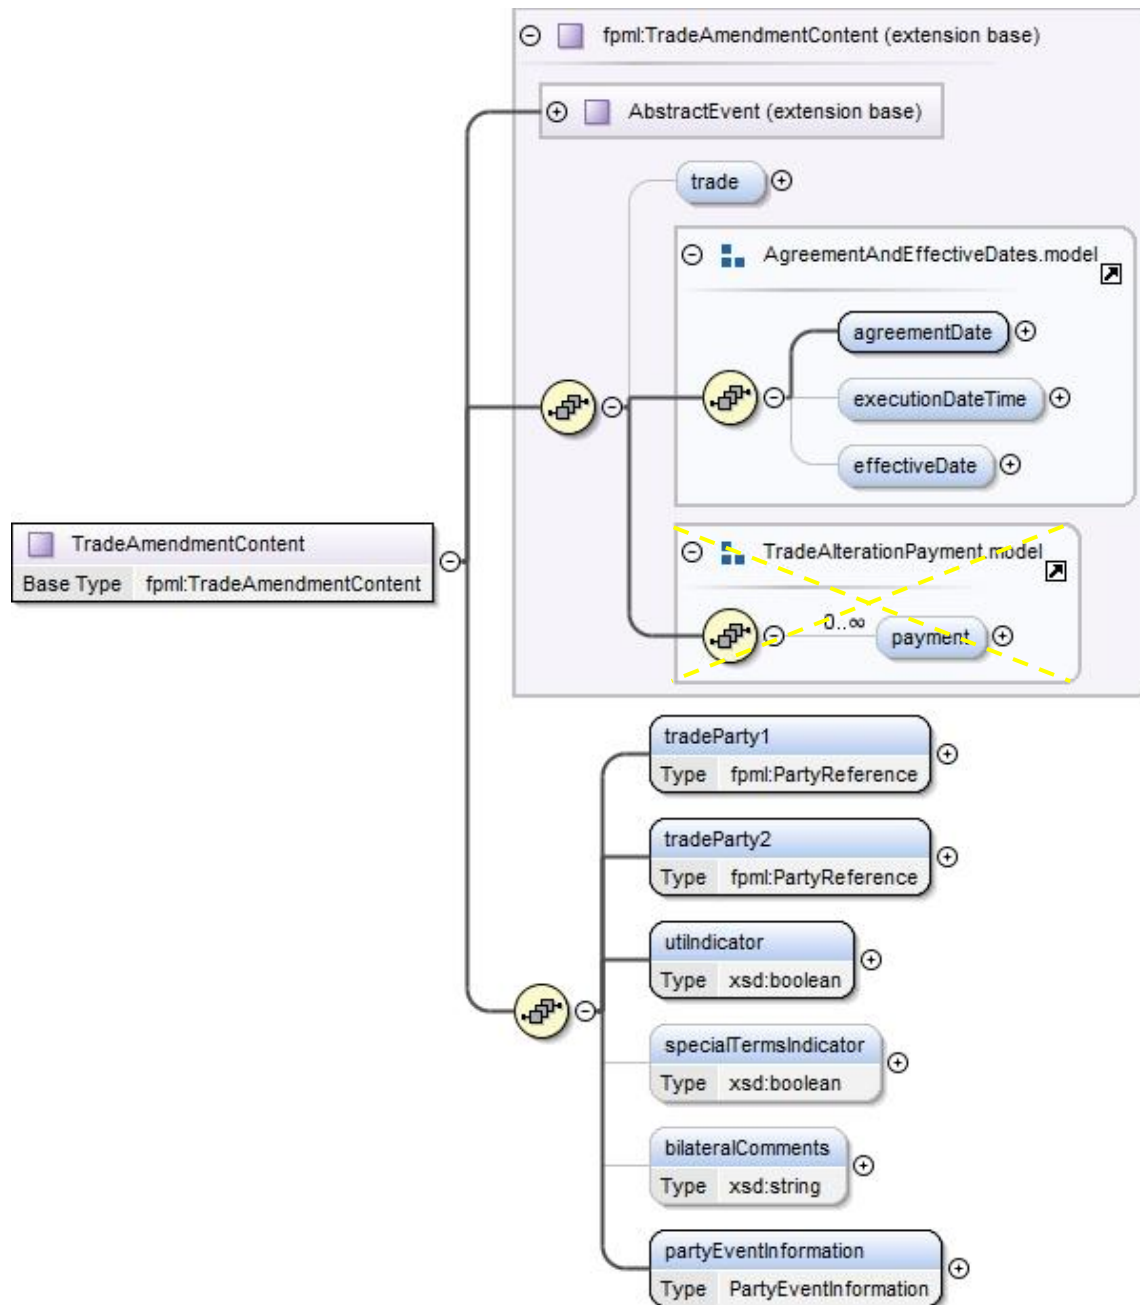 fpml:TradeAmendmentContent (extension base)
AbstractEvent (extension base)
trade
AgreementAndEffectiveDates.model
agreementDate
executionDateTime
effectiveDate
TradeAmendmentContent
Base Type fpml:TradeAmendmentContent
TradeAlterationPayment.model
0..∞
payment
tradeParty1
Type fpml:PartyReference
tradeParty2
Type fpml:PartyReference
utiIndicator
Type xsd:boolean
specialTermsIndicator
Type xsd:boolean
bilateralComments
Type xsd:string
partyEventInformation
Type PartyEventInformation